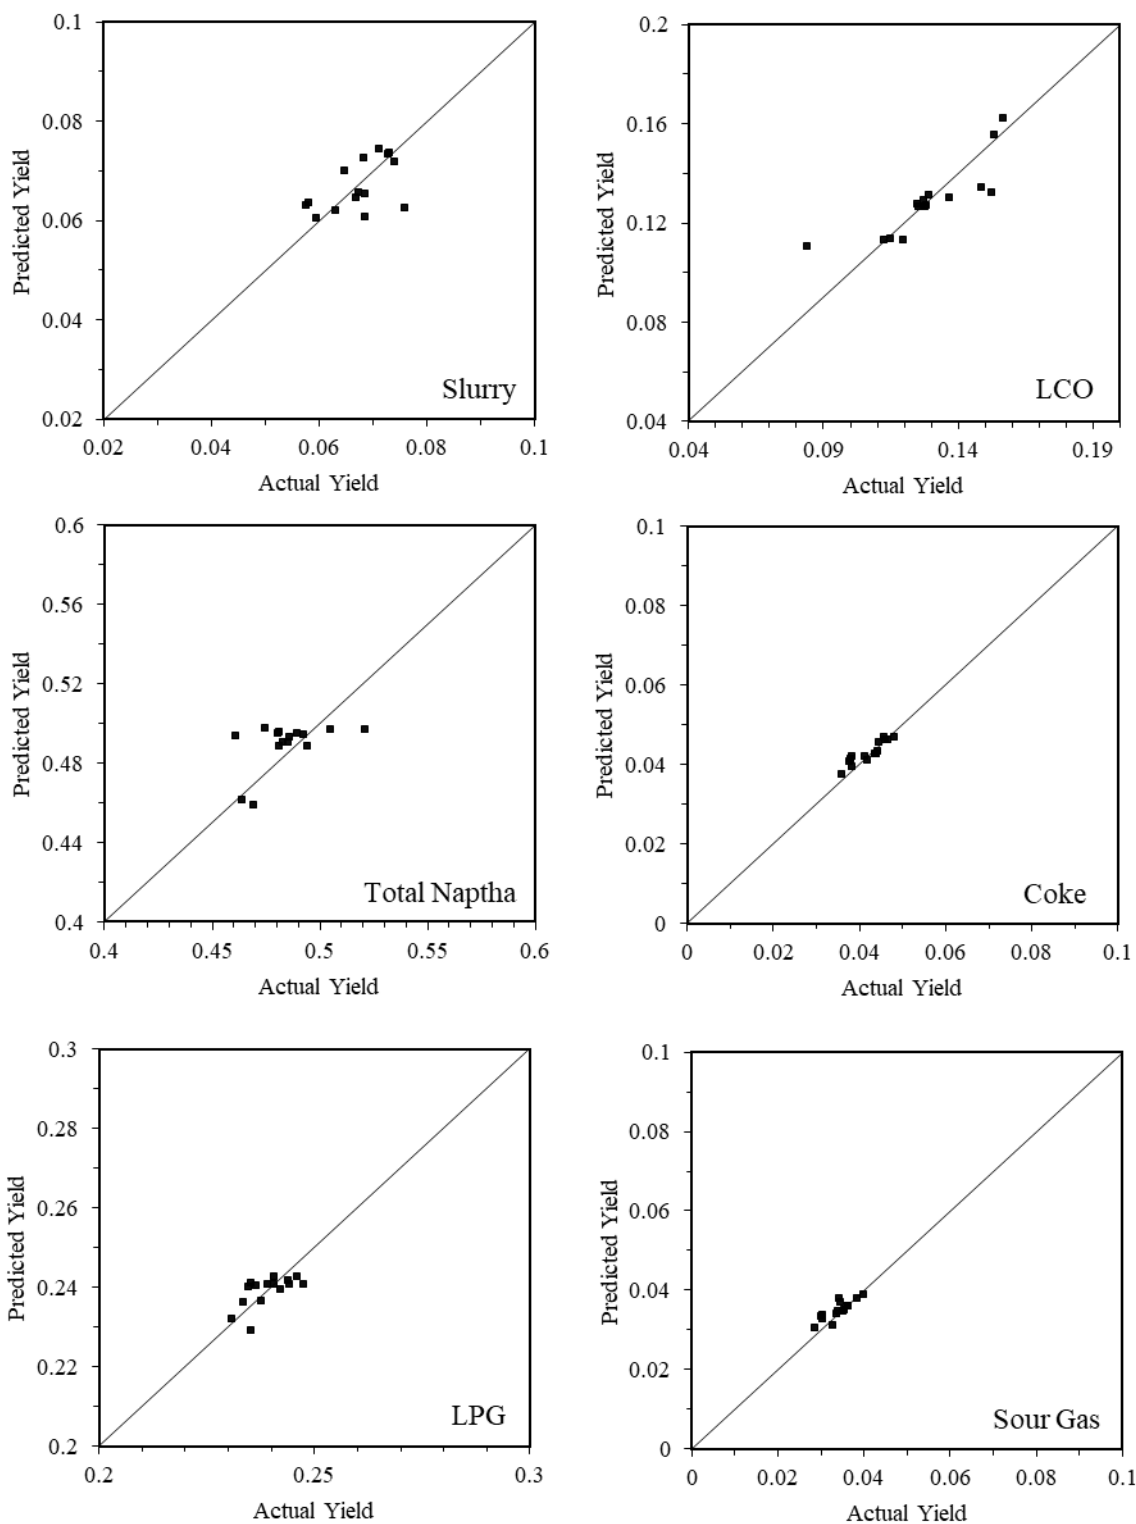 0.1
0.08
0.06
0.04
0.02
Predicted Yield
Slurry
0.02 0.04 0.06 0.08 0.1
Actual Yield
0.2
0.16
0.12
0.08
0.04
Predicted Yield
LCO
0.04 0.09 0.14 0.19
Actual Yield
0.6
0.56
0.52
0.48
0.44
0.4
Predicted Yield
Total Naptha
0.4 0.45 0.5 0.55 0.6
Actual Yield
0.1
0.08
0.06
0.04
0.02
0
Predicted Yield
Coke
0 0.02 0.04 0.06 0.08 0.1
Actual Yield
0.3
0.28
0.26
0.24
0.22
0.2
Predicted Yield
LPG
0.2 0.25 0.3
Actual Yield
0.1
0.08
0.06
0.04
0.02
0
Predicted Yield
Sour Gas
0 0.02 0.04 0.06 0.08 0.1
Actual Yield